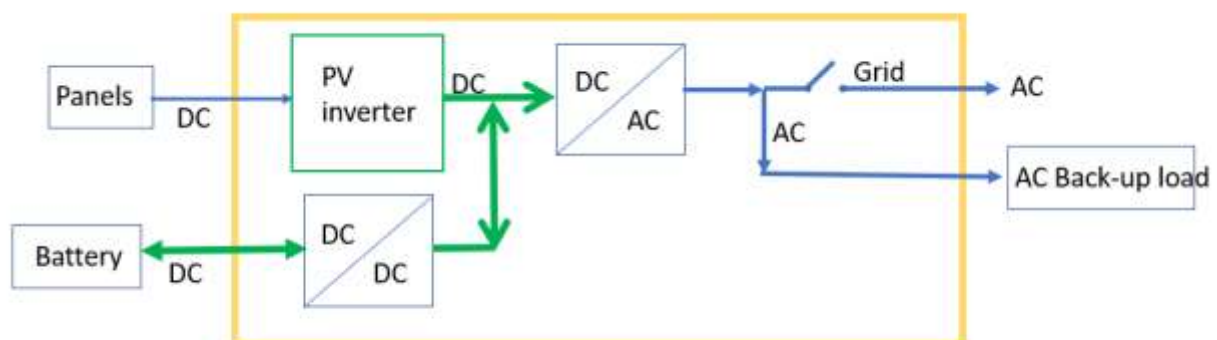 Panels
DC
PV
inverter
DC
DC
AC
Grid
AC
AC
AC Back-up load
Battery
DC
DC
DC